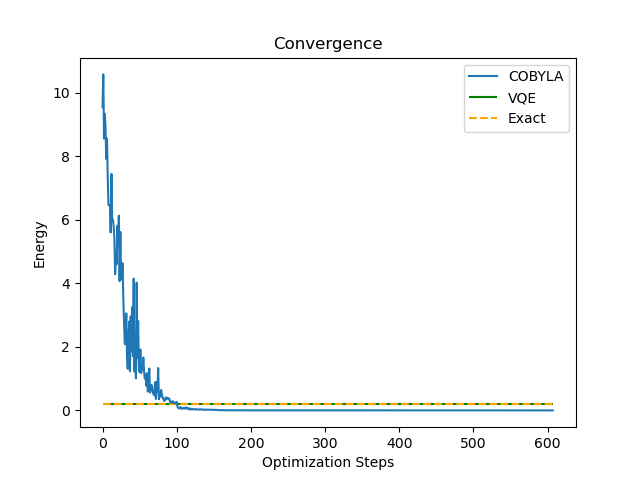 Convergence
COBYLA
VQE
Exact
Energy
10
8
6
4
2
0
0 100 200 300 400 500 600
Optimization Steps